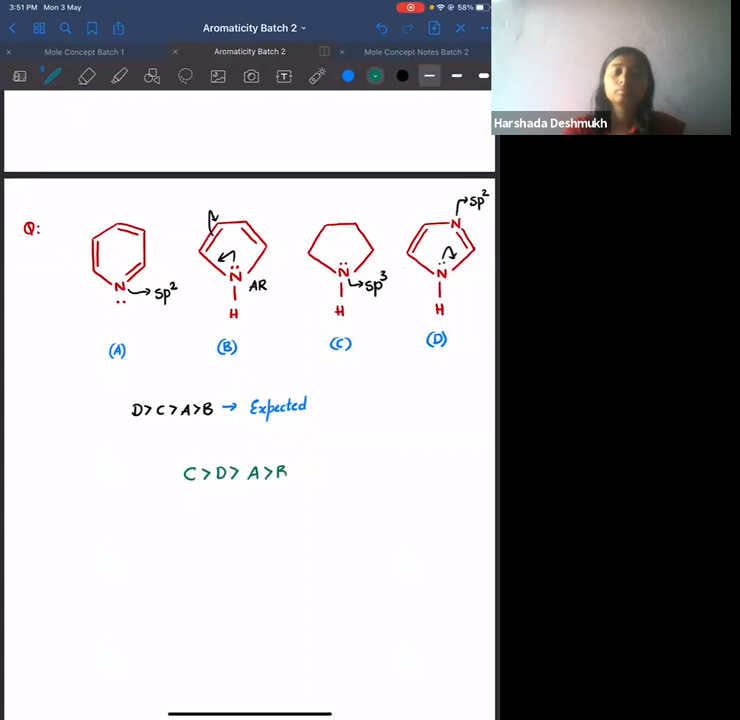 3:51 PM Mon 3 May
58%
Aromaticity Batch 2
Mole Concept Batch 1
Aromaticity Batch 2
Mole Concept Notes Batch 2
Harshada Deshmukh
Q:
N
sp²
N
H
AR
N
sp³
H
N
sp²
N
H
(A)
(B)
(C)
(D)
D > C > A > B → Expected
C > D > A > B